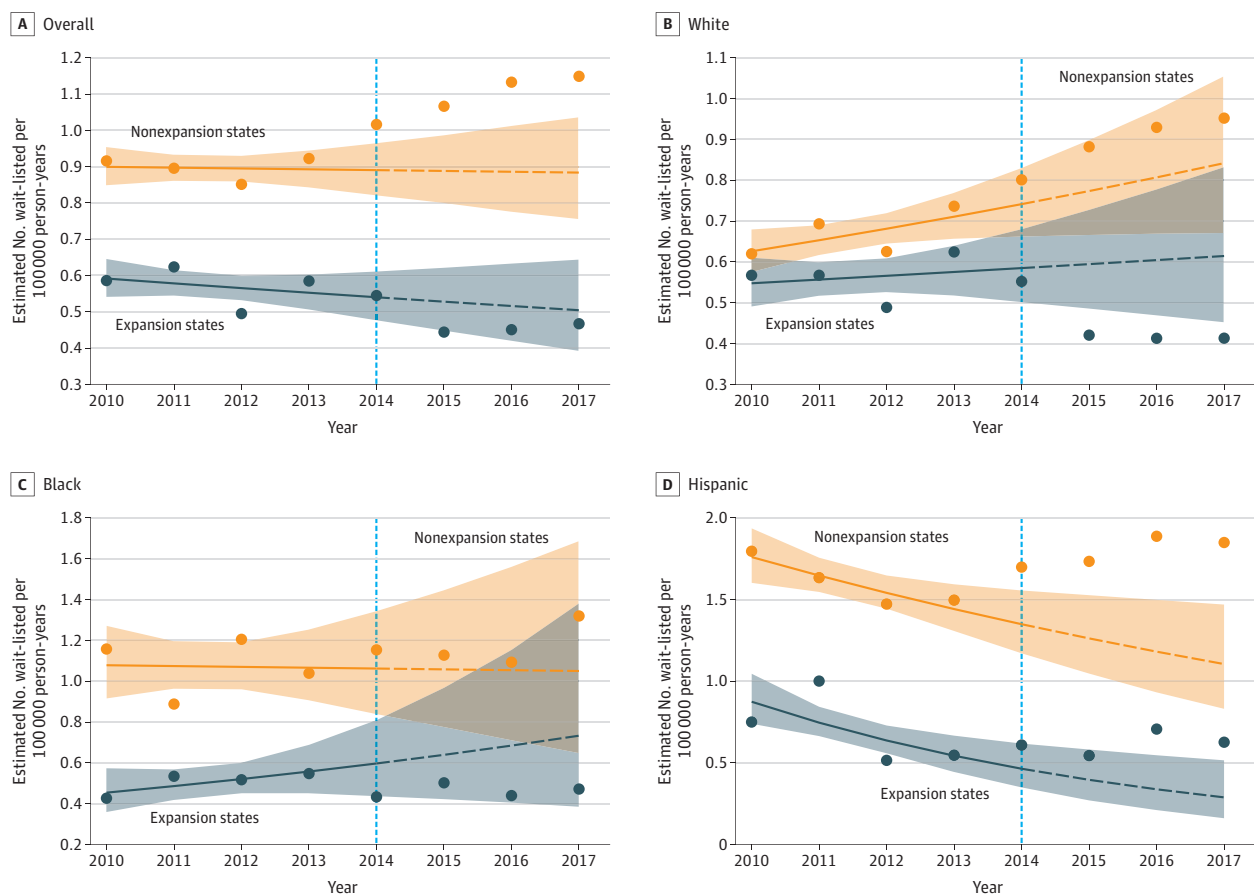 A Overall
Estimated No. wait-listed per
100 000 person-years
1.2
1.1
1.0
0.9
0.8
0.7
0.6
0.5
0.4
0.3
Nonexpansion states
Expansion states
2010 2011 2012 2013 2014 2015 2016 2017
Year
B White
Estimated No. wait-listed per
100 000 person-years
1.1
1.0
0.9
0.8
0.7
0.6
0.5
0.4
0.3
Nonexpansion states
Expansion states
2010 2011 2012 2013 2014 2015 2016 2017
Year
C Black
Estimated No. wait-listed per
100 000 person-years
1.8
1.6
1.4
1.2
1.0
0.8
0.6
0.4
0.2
Nonexpansion states
Expansion states
2010 2011 2012 2013 2014 2015 2016 2017
Year
D Hispanic
Estimated No. wait-listed per
100 000 person-years
2.0
1.5
1.0
0.5
0
Nonexpansion states
Expansion states
2010 2011 2012 2013 2014 2015 2016 2017
Year